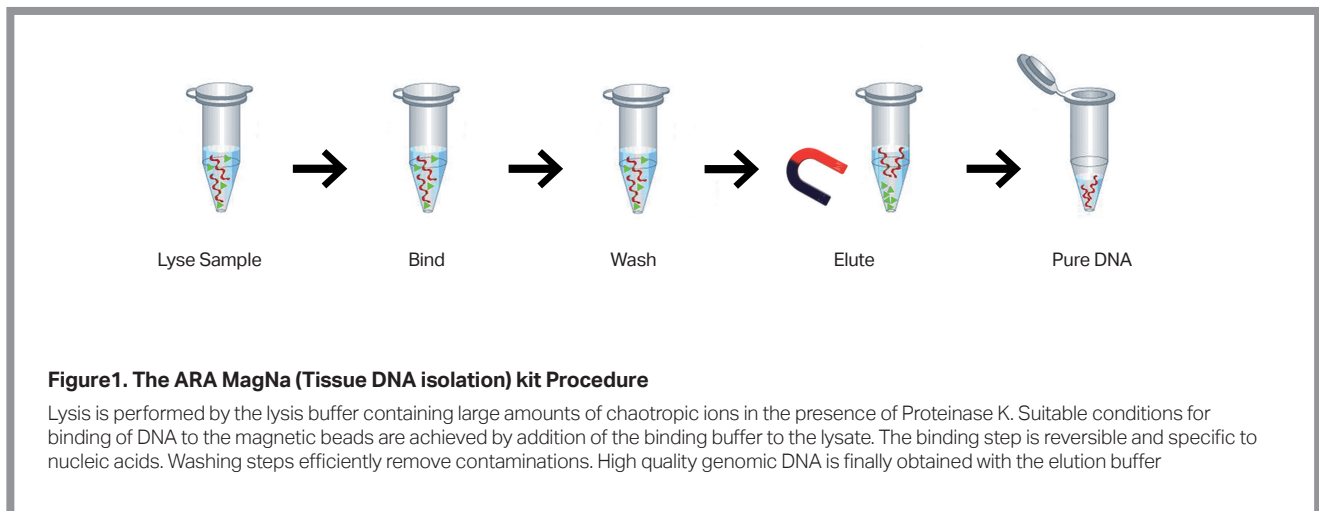 Lyse Sample
Bind
Wash
Elute
Pure DNA
Figure1. The ARA MagNa (Tissue DNA isolation) kit Procedure
Lysis is performed by the lysis buffer containing large amounts of chaotropic ions in the presence of Proteinase K. Suitable conditions for
binding of DNA to the magnetic beads are achieved by addition of the binding buffer to the lysate. The binding step is reversible and specific to
nucleic acids. Washing steps efficiently remove contaminations. High quality genomic DNA is finally obtained with the elution buffer